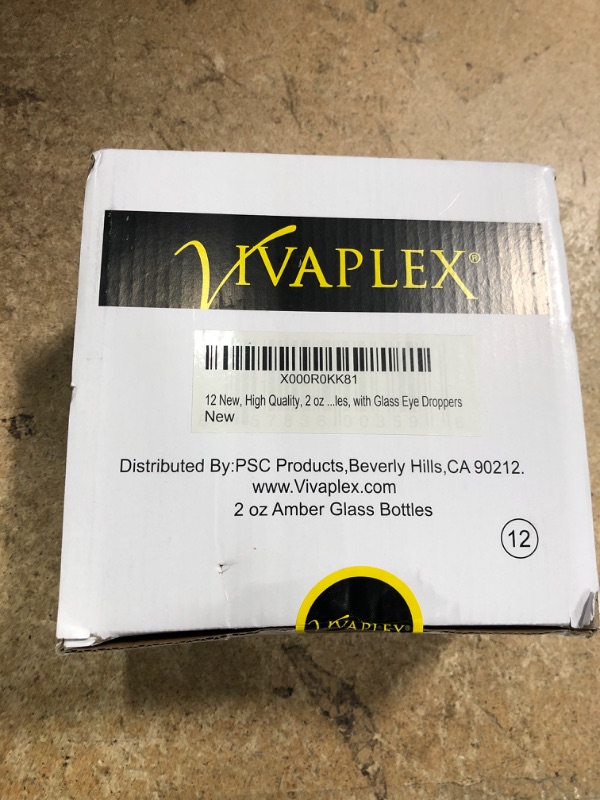 VIVAPLEX®
X000R0KK81
12 New, High Quality, 2 oz ...les, with Glass Eye Droppers
New
Distributed By:PSC Products,Beverly Hills,CA 90212.
www.Vivaplex.com
2 oz Amber Glass Bottles
12
VIVAPLEX